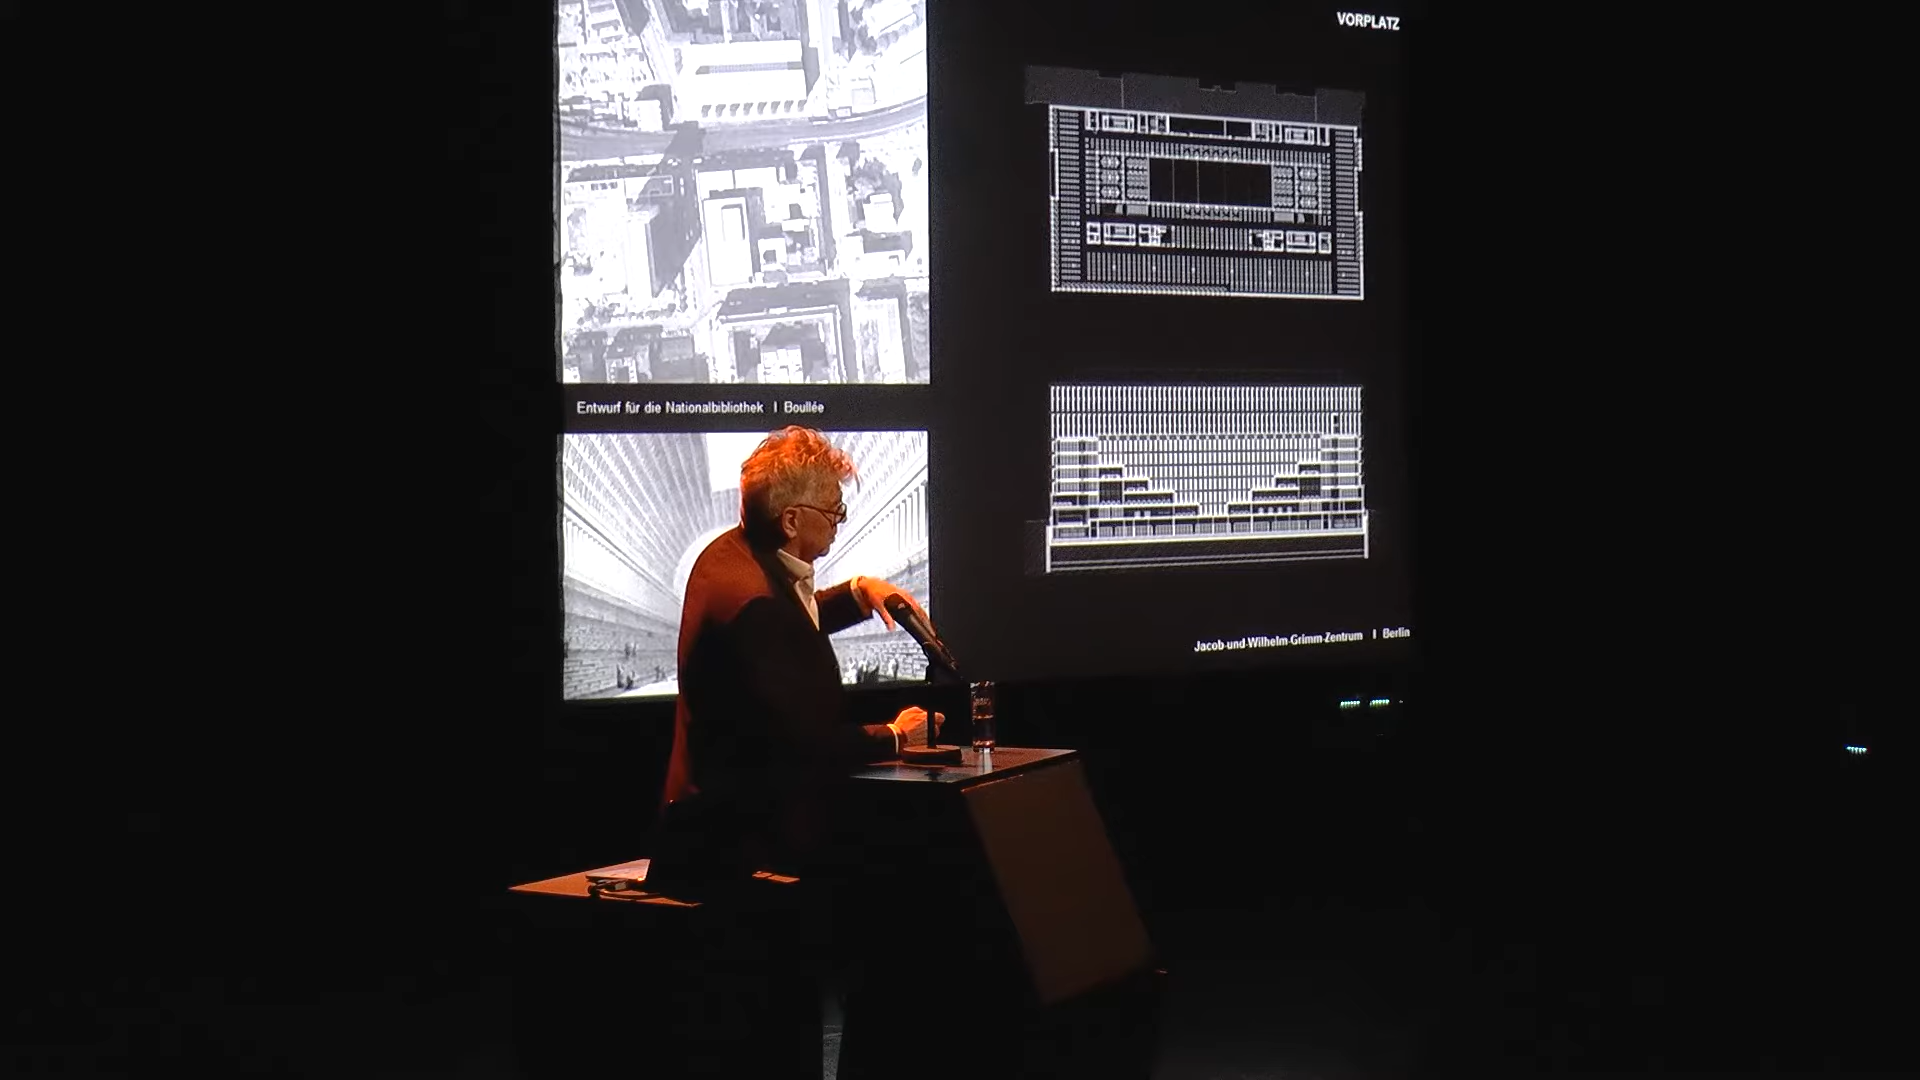 VORPLATZ
Entwurf für die Nationalbibliothek | Boullée
Jacob-und-Wilhelm-Grimm-Zentrum | Berlin